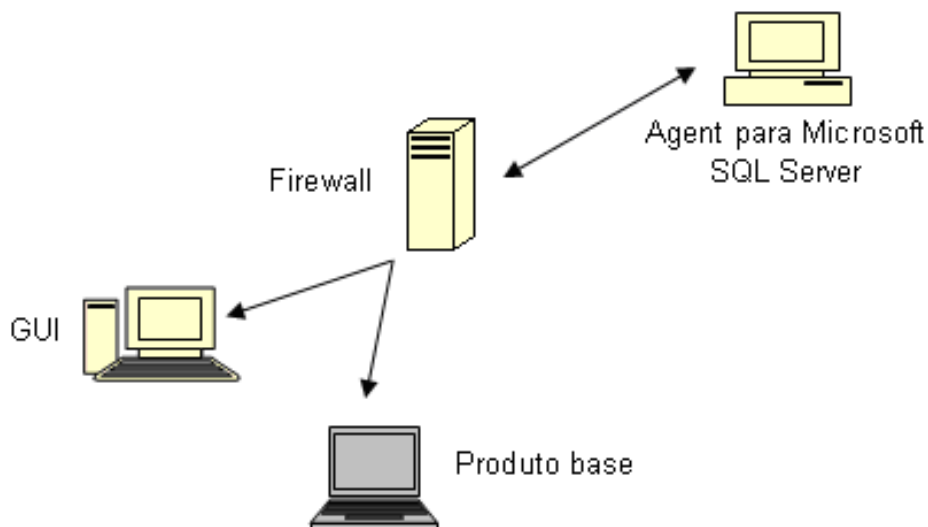 Agent para Microsoft
SQL Server
Firewall
GUI
Produto base